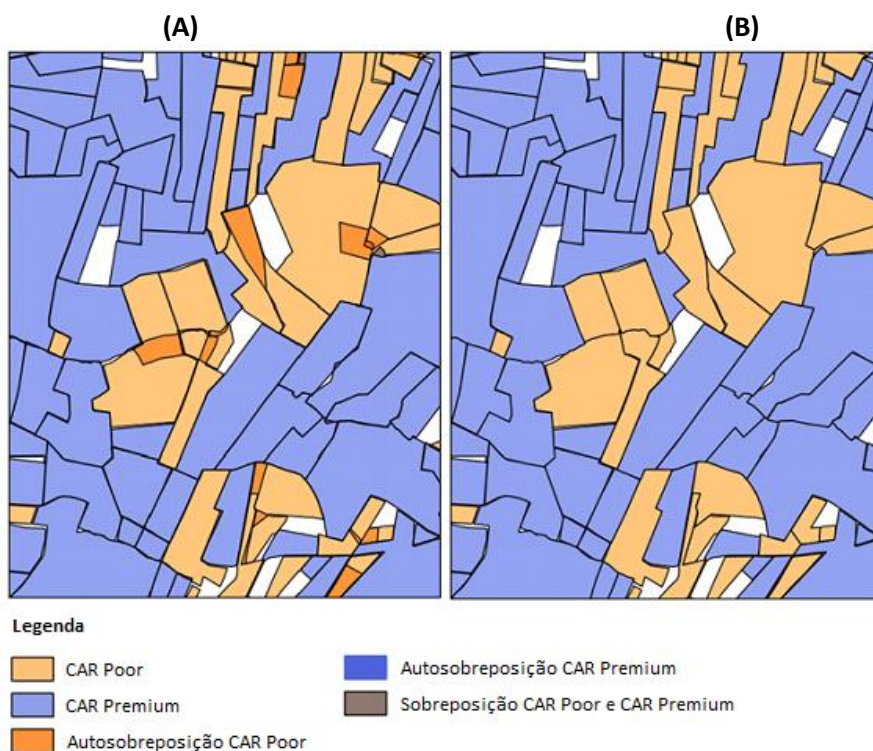 (A) (B)
Legenda
CAR Poor
CAR Premium
Autosobreposição CAR Poor
Autosobreposição CAR Premium
Sobreposição CAR Poor e CAR Premium